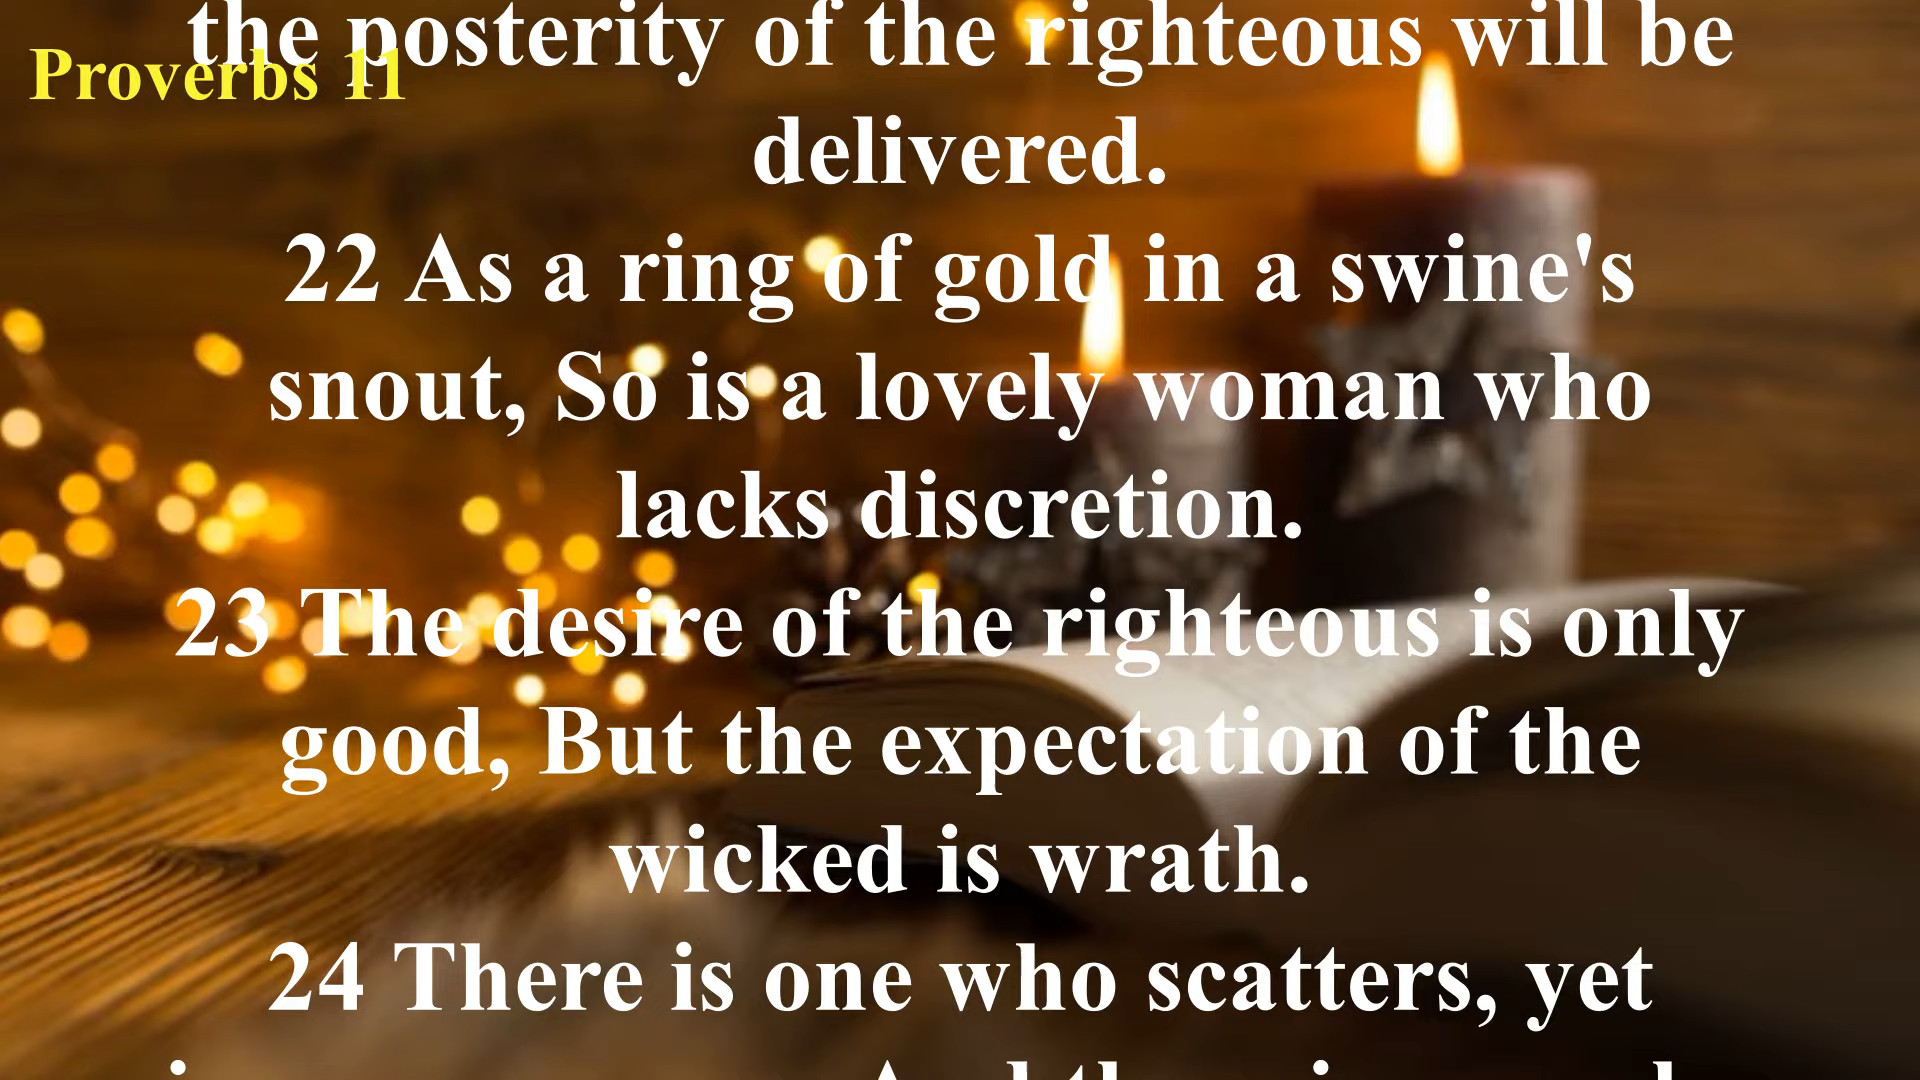 the posterity of the righteous will be
Proverbs 11
delivered.
22 As a ring of gold in a swine's
snout, So is a lovely woman who
lacks discretion.
23 The desire of the righteous is only
good, But the expectation of the
wicked is wrath.
24 There is one who scatters, yet